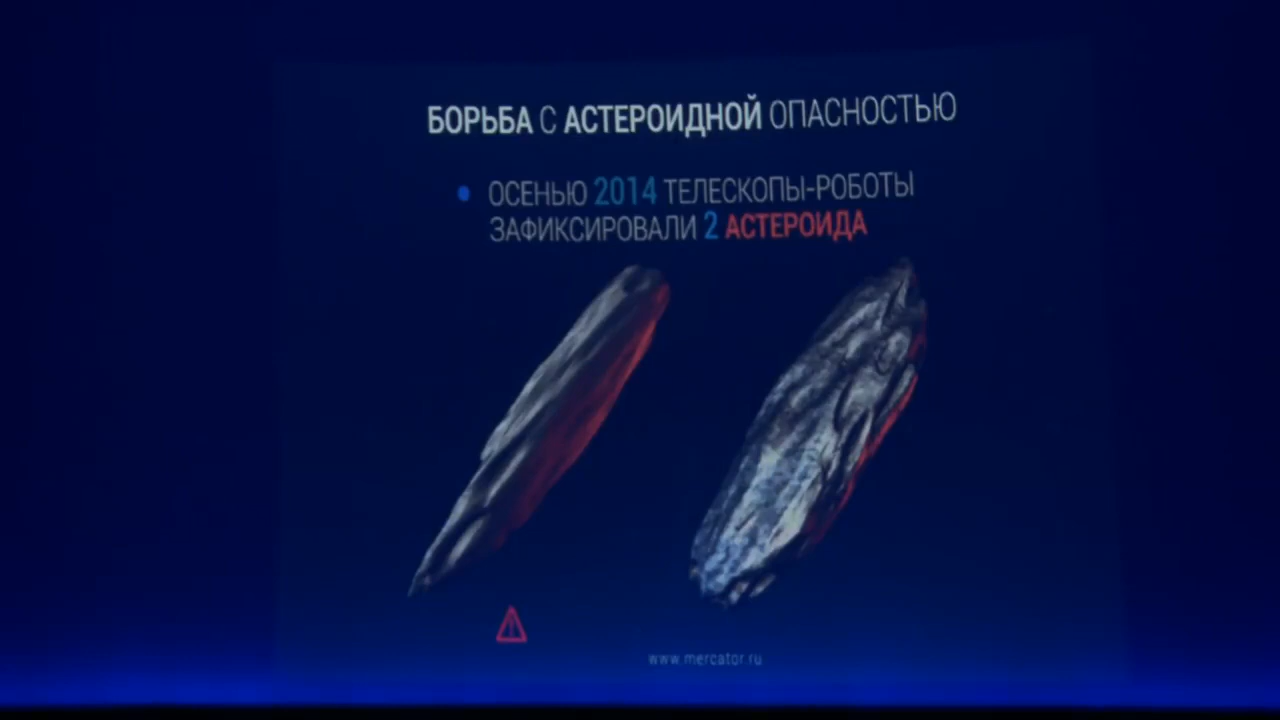 БОРЬБА С АСТЕРОИДНОЙ ОПАСНОСТЬЮ
ОСЕНЬЮ 2014 ТЕЛЕСКОПЫ-РОБОТЫ
ЗАФИКСИРОВАЛИ 2 АСТЕРОИДА
www.mercator.ru